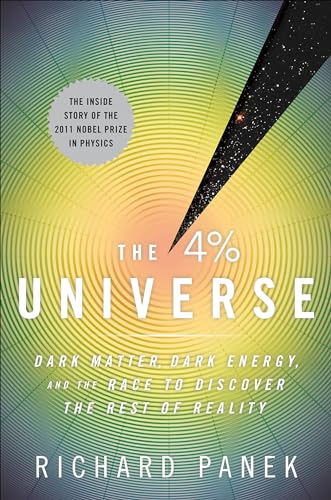 THE INSIDE
STORY OF THE
2011 NOBEL PRIZE
IN PHYSICS
THE 4%
UNIVERSE
DARK MATTER, DARK ENERGY,
AND THE RACE TO DISCOVER
THE REST OF REALITY
RICHARD PANEK